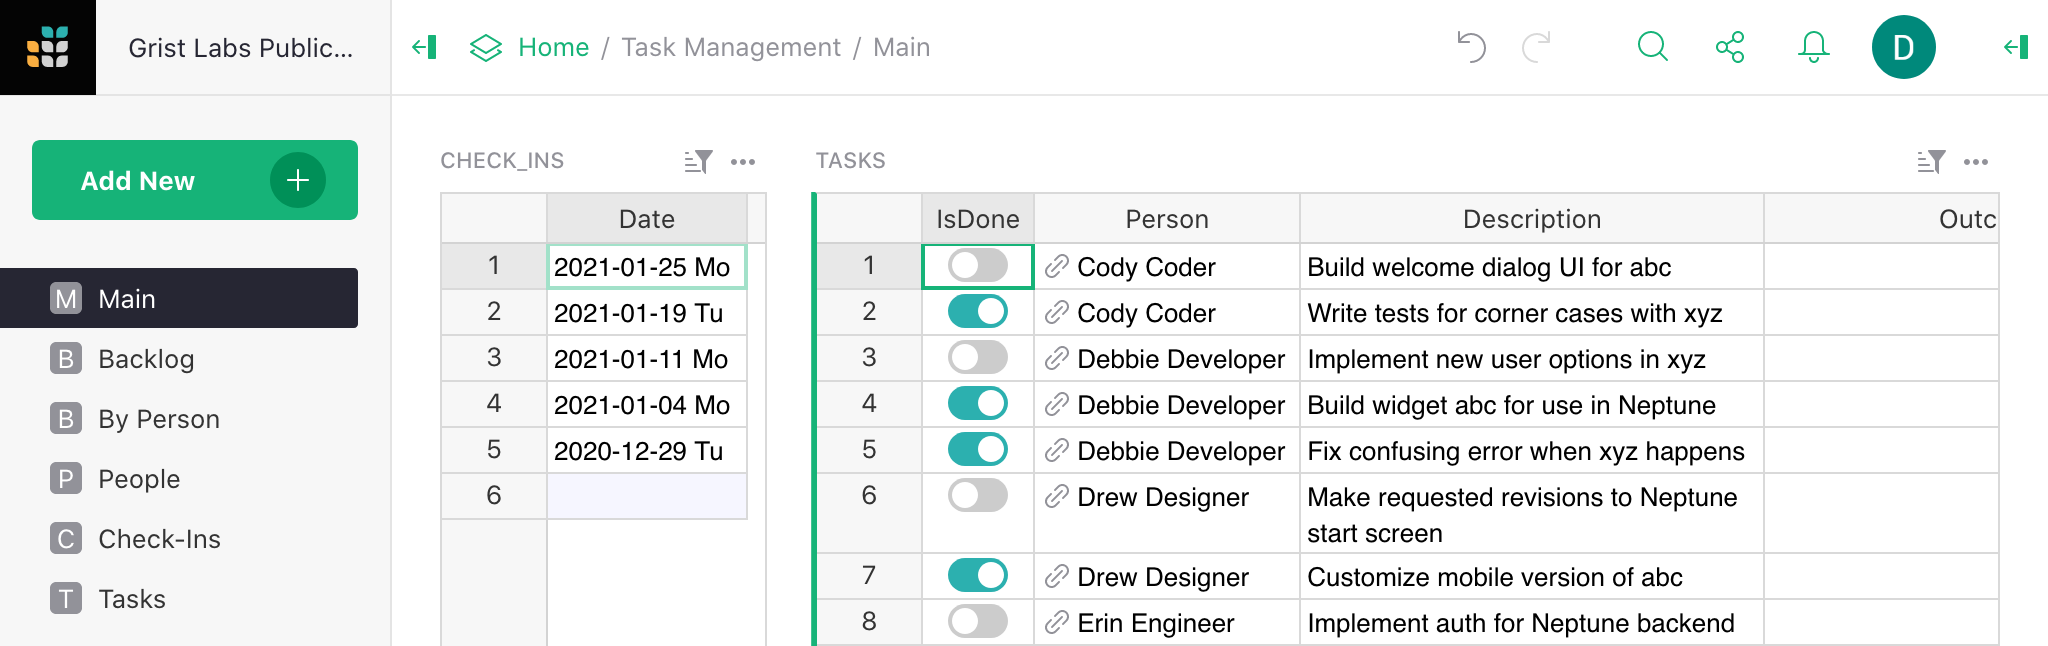 Grist Labs Public...
Home / Task Management / Main
D
Add New
M Main
B Backlog
B By Person
P People
C Check-Ins
T Tasks
CHECK_INS
Date
1 2021-01-25 Mo
2 2021-01-19 Tu
3 2021-01-11 Mo
4 2021-01-04 Mo
5 2020-12-29 Tu
6
TASKS
IsDone Person Description Outc
1 Cody Coder Build welcome dialog UI for abc
2 Cody Coder Write tests for corner cases with xyz
3 Debbie Developer Implement new user options in xyz
4 Debbie Developer Build widget abc for use in Neptune
5 Debbie Developer Fix confusing error when xyz happens
6 Drew Designer Make requested revisions to Neptune
start screen
7 Drew Designer Customize mobile version of abc
8 Erin Engineer Implement auth for Neptune backend